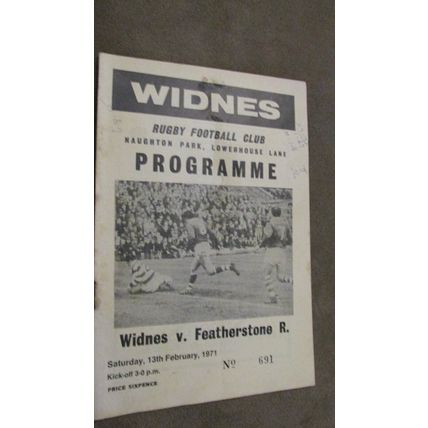 WIDNES
RUGBY FOOTBALL CLUB
NAUGHTON PARK, LOWERHOUSE LANE
PROGRAMME
Widnes v. Featherstone R.
Saturday, 13th February, 1971
Kick-off 3-0 p.m.
Nº 691
PRICE SIXPENCE